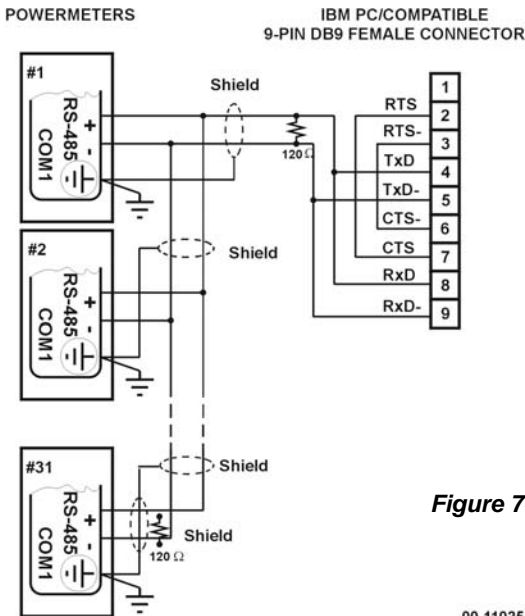 POWERMETERS
IBM PC/COMPATIBLE
9-PIN DB9 FEMALE CONNECTOR
#1
RS-485
COM1
+
-
Shield
120 Ω
RTS
RTS-
TxD
TxD-
CTS-
CTS
RxD
RxD-
1
2
3
4
5
6
7
8
9
#2
RS-485
COM1
+
-
Shield
#31
RS-485
COM1
+
-
Shield
Shield
120 Ω
Figure 7